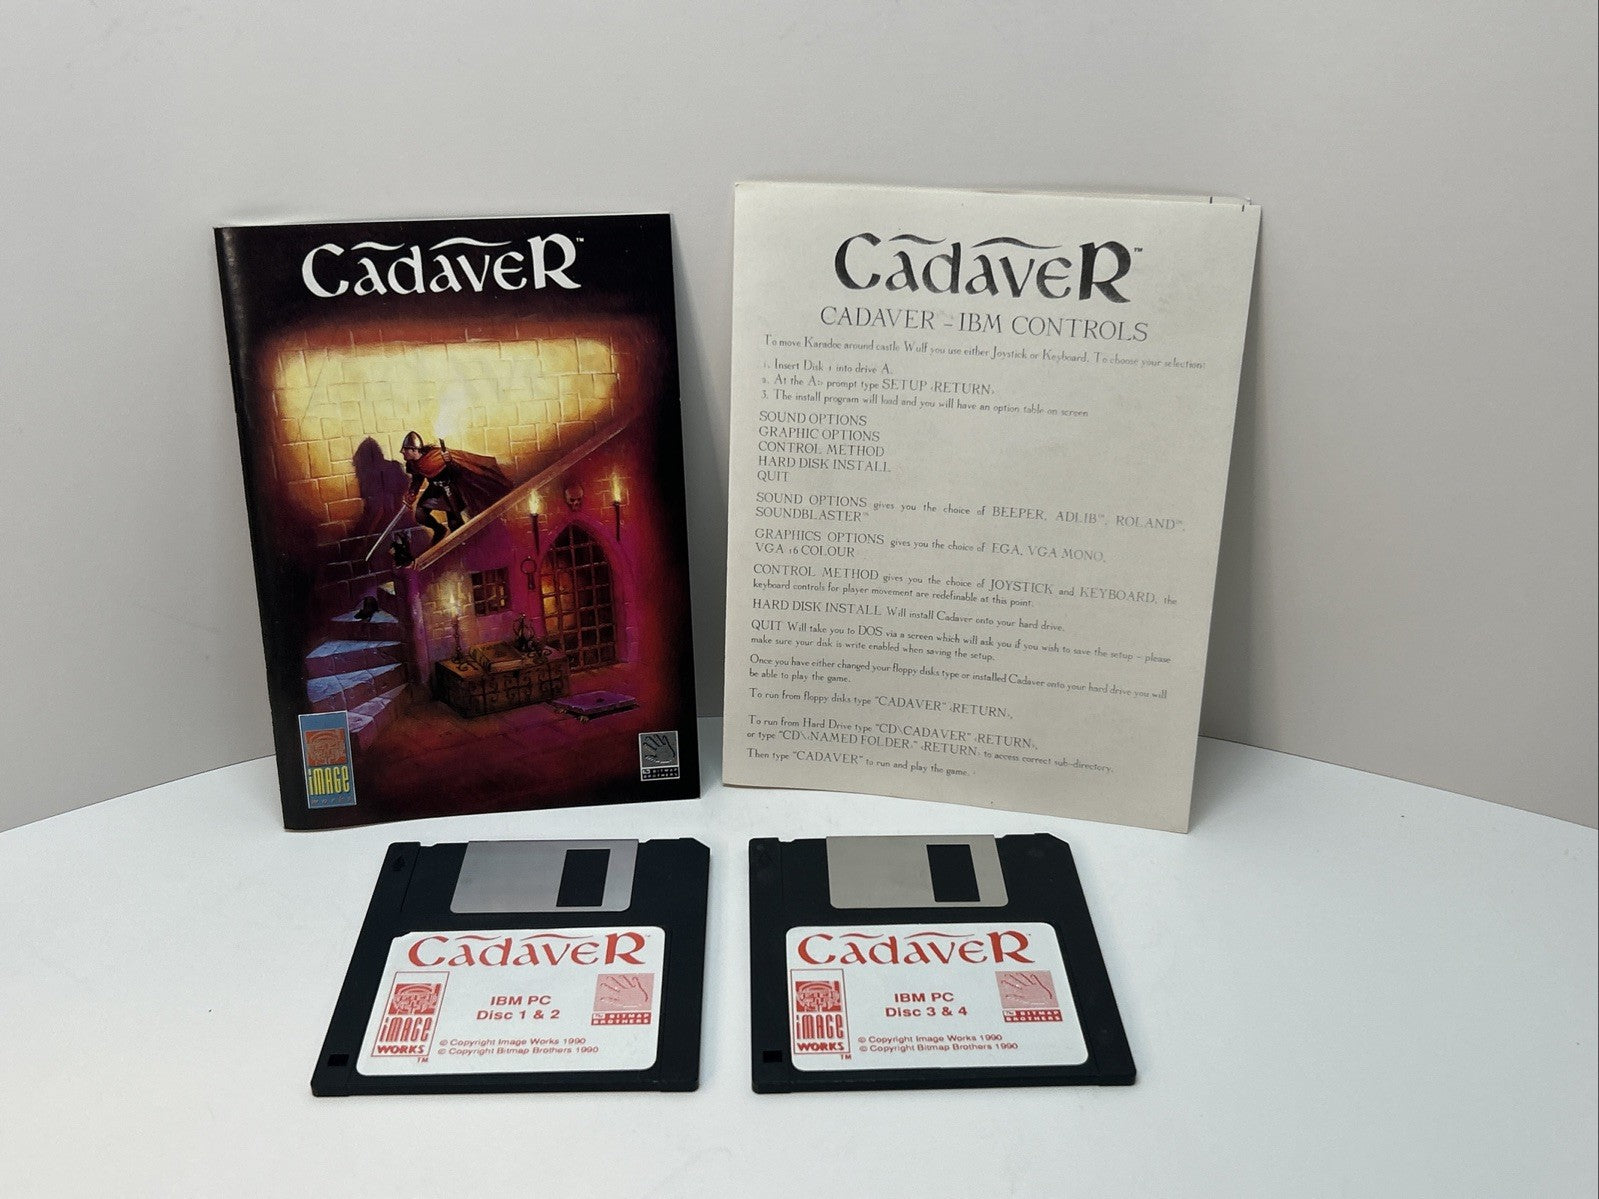 Cadaver™
image
works
BITMAP
BROTHERS
Cadaver™
CADAVER – IBM CONTROLS
To move Karadoc around castle Wulf you use either Joystick or Keyboard. To choose your selection:
1. Insert Disk 1 into drive A.
2. At the A> prompt type SETUP <RETURN>
3. The install program will load and you will have an option table on screen
SOUND OPTIONS
GRAPHIC OPTIONS
CONTROL METHOD
HARD DISK INSTALL
QUIT
SOUND OPTIONS gives you the choice of BEEPER, ADLIB™, ROLAND™,
SOUNDBLASTER™
GRAPHICS OPTIONS gives you the choice of EGA, VGA MONO,
VGA 16 COLOUR
CONTROL METHOD gives you the choice of JOYSTICK and KEYBOARD, the
keyboard controls for player movement are redefinable at this point.
HARD DISK INSTALL Will install Cadaver onto your hard drive.
QUIT Will take you to DOS via a screen which will ask you if you wish to save the setup – please
make sure your disk is write enabled when saving the setup.
Once you have either changed your floppy disks type or installed Cadaver onto your hard drive you will
be able to play the game.
To run from floppy disks type "CADAVER" <RETURN>,
To run from Hard Drive type "CD\CADAVER" <RETURN>,
or type "CD\<NAMED FOLDER>" <RETURN> to access correct sub-directory.
Then type "CADAVER" to run and play the game.
Cadaver
image
WORKS
TM
IBM PC
Disc 1 & 2
BITMAP
BROTHERS
© Copyright Image Works 1990
© Copyright Bitmap Brothers 1990
Cadaver
image
WORKS
TM
IBM PC
Disc 3 & 4
BITMAP
BROTHERS
© Copyright Image Works 1990
© Copyright Bitmap Brothers 1990